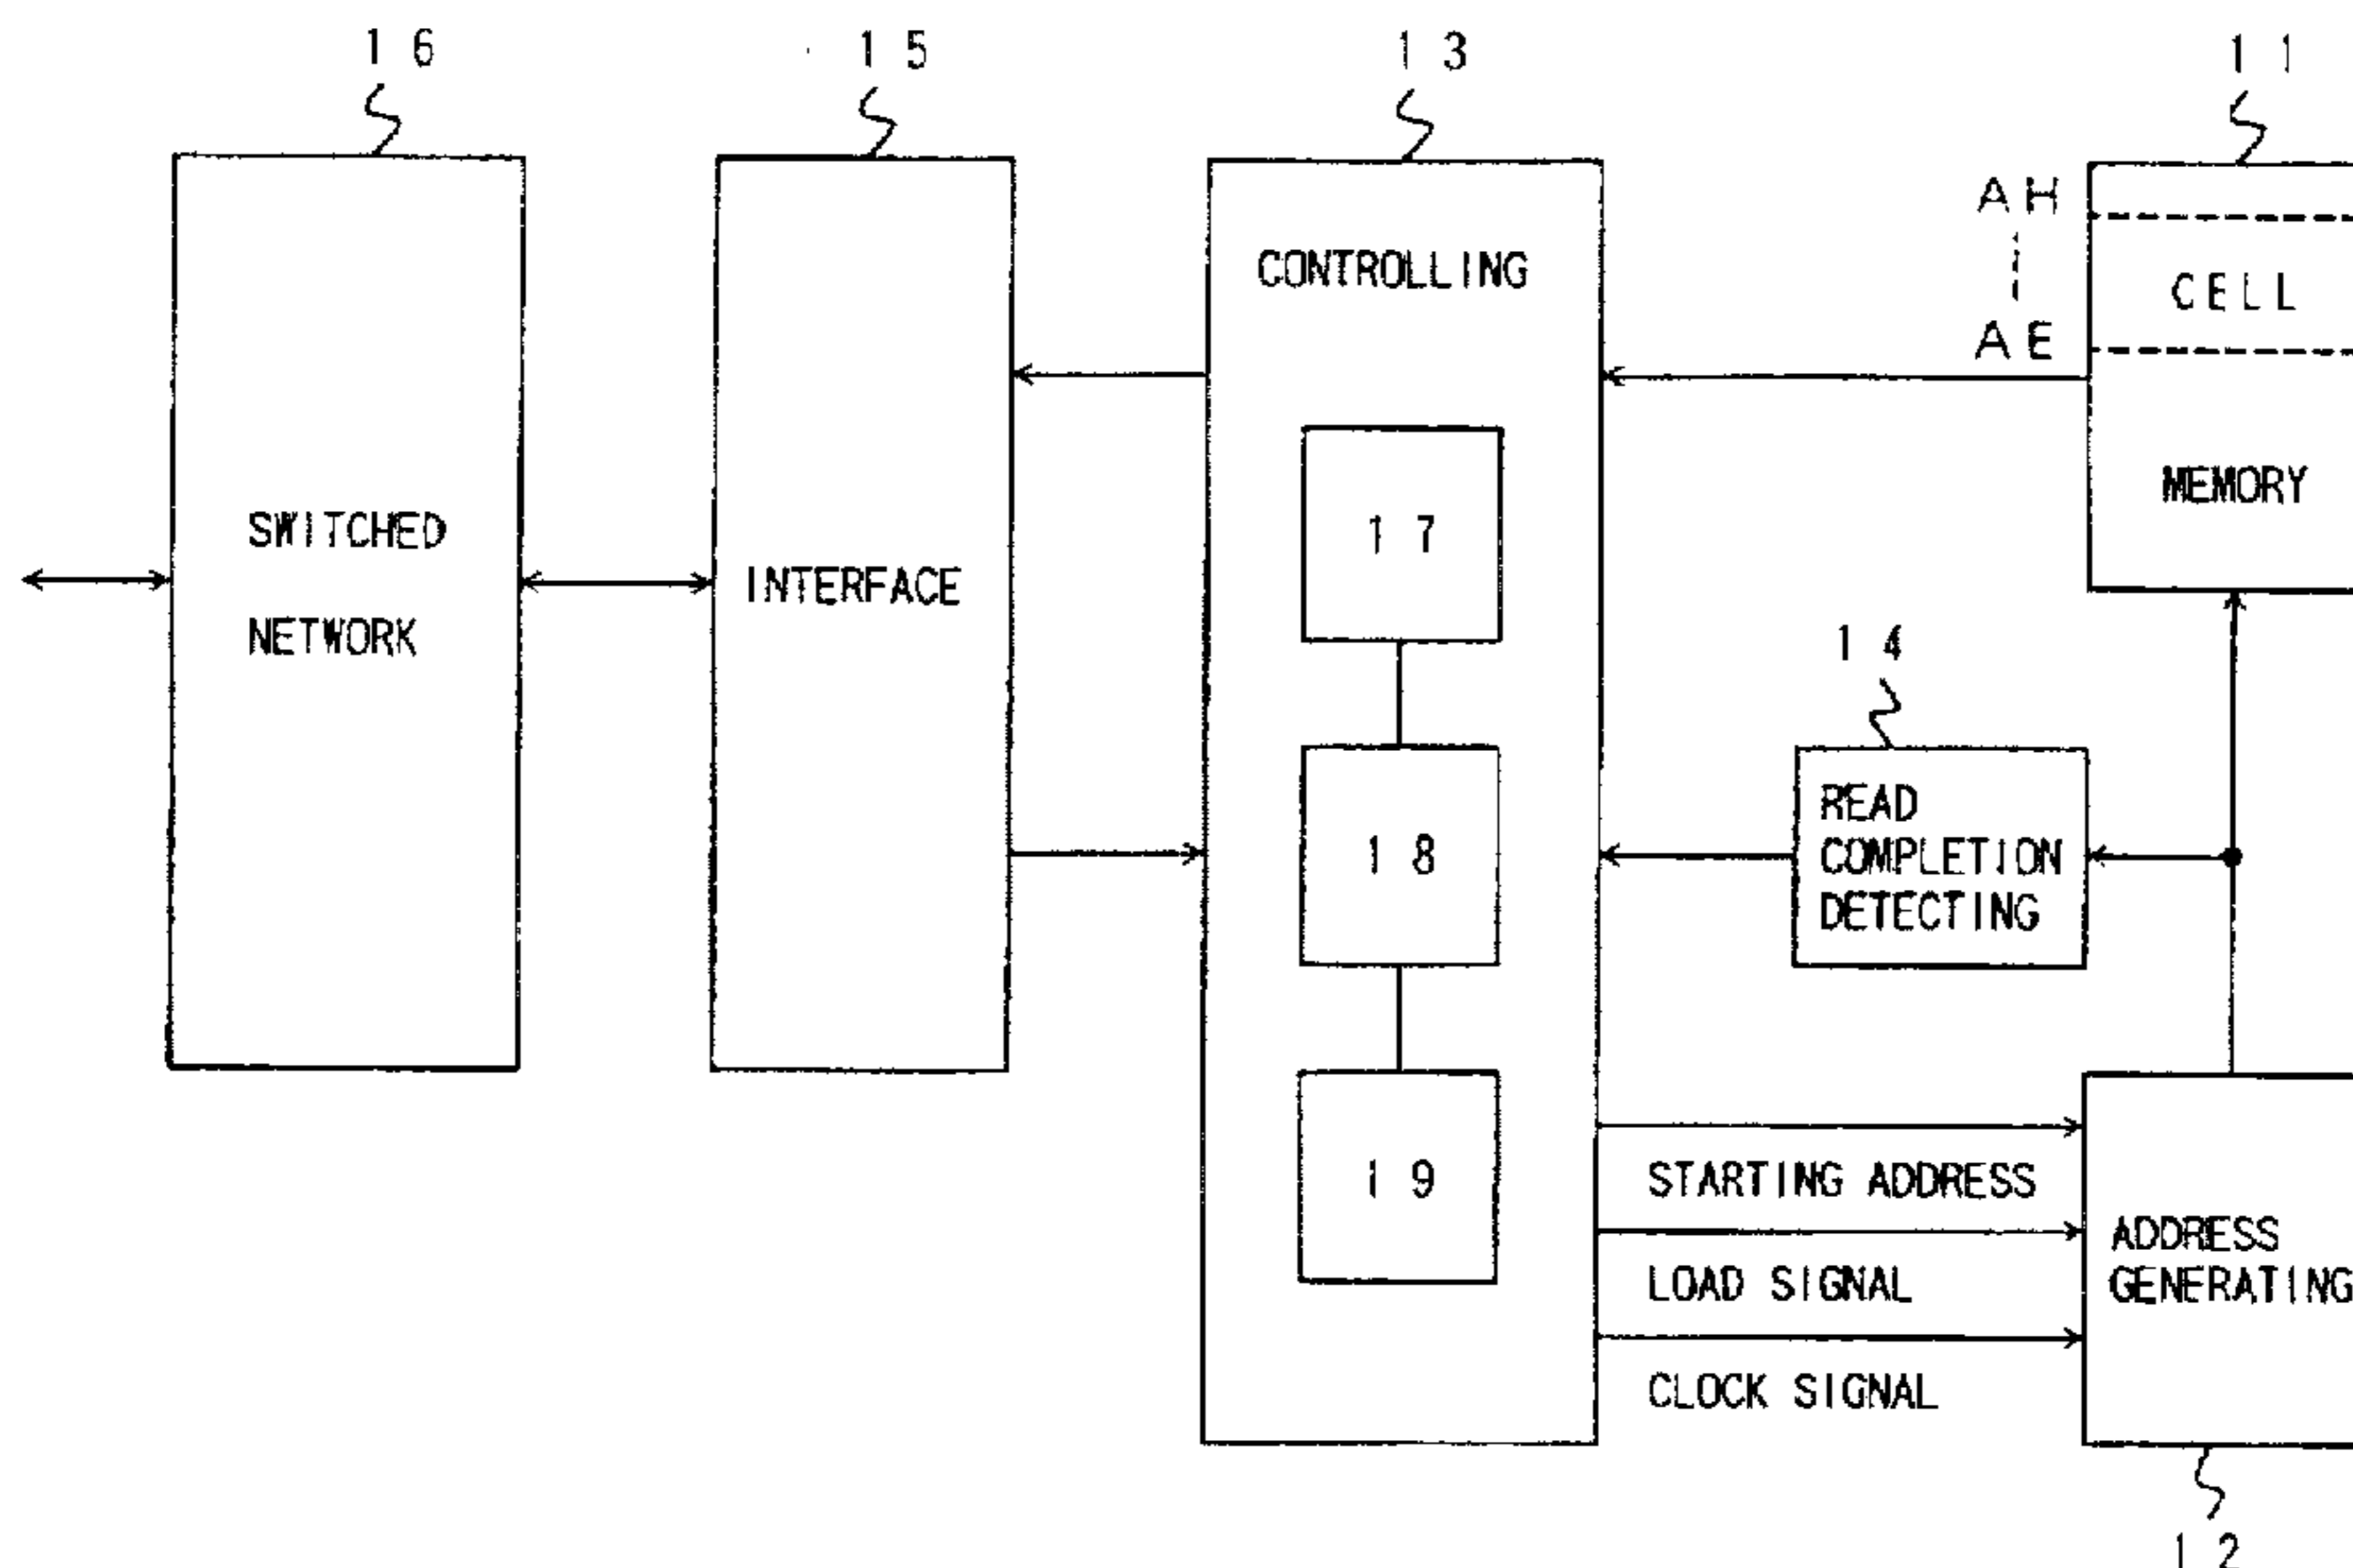 16
15
13
11
AH
CONTROLLING
CELL
AE
MEMORY
17
SWITCHED
NETWORK
INTERFACE
14
READ
COMPLETION
DETECTING
18
19
STARTING ADDRESS
LOAD SIGNAL
CLOCK SIGNAL
ADDRESS
GENERATING
12